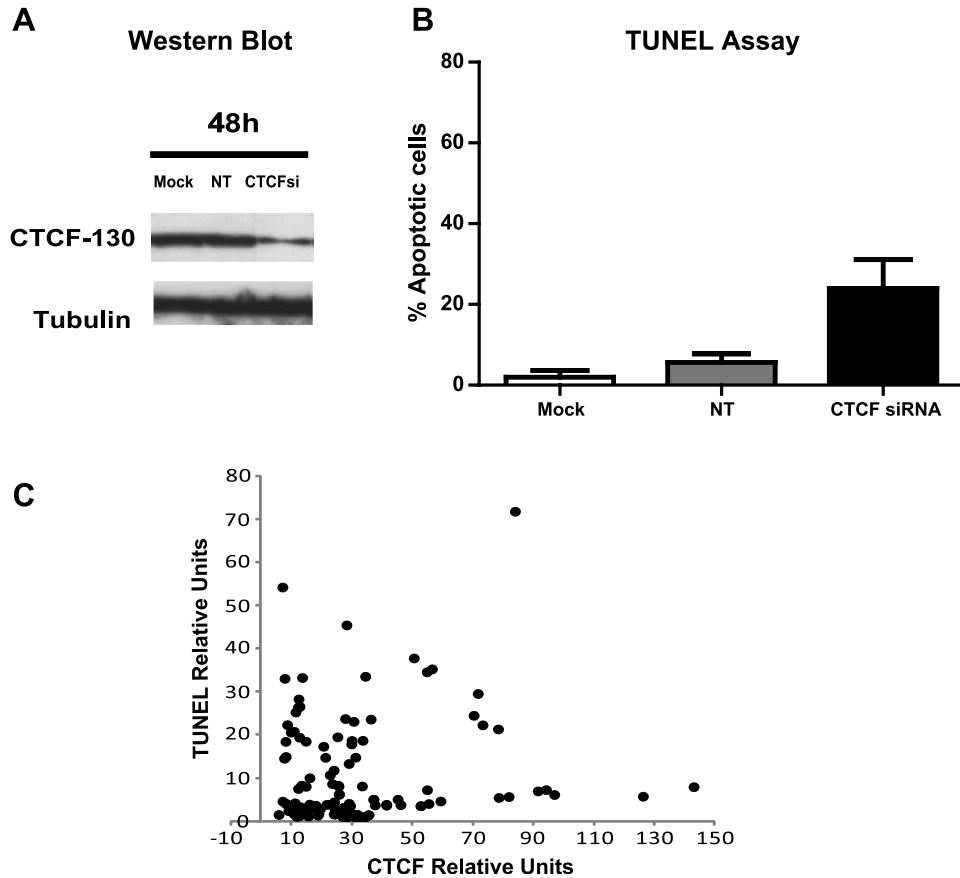 A
Western Blot
48h
Mock NT CTCFsi
CTCF-130
Tubulin
B
TUNEL Assay
% Apoptotic cells
80
60
40
20
0
Mock NT CTCF siRNA
C
TUNEL Relative Units
80
70
60
50
40
30
20
10
0
-10 10 30 50 70 90 110 130 150
CTCF Relative Units